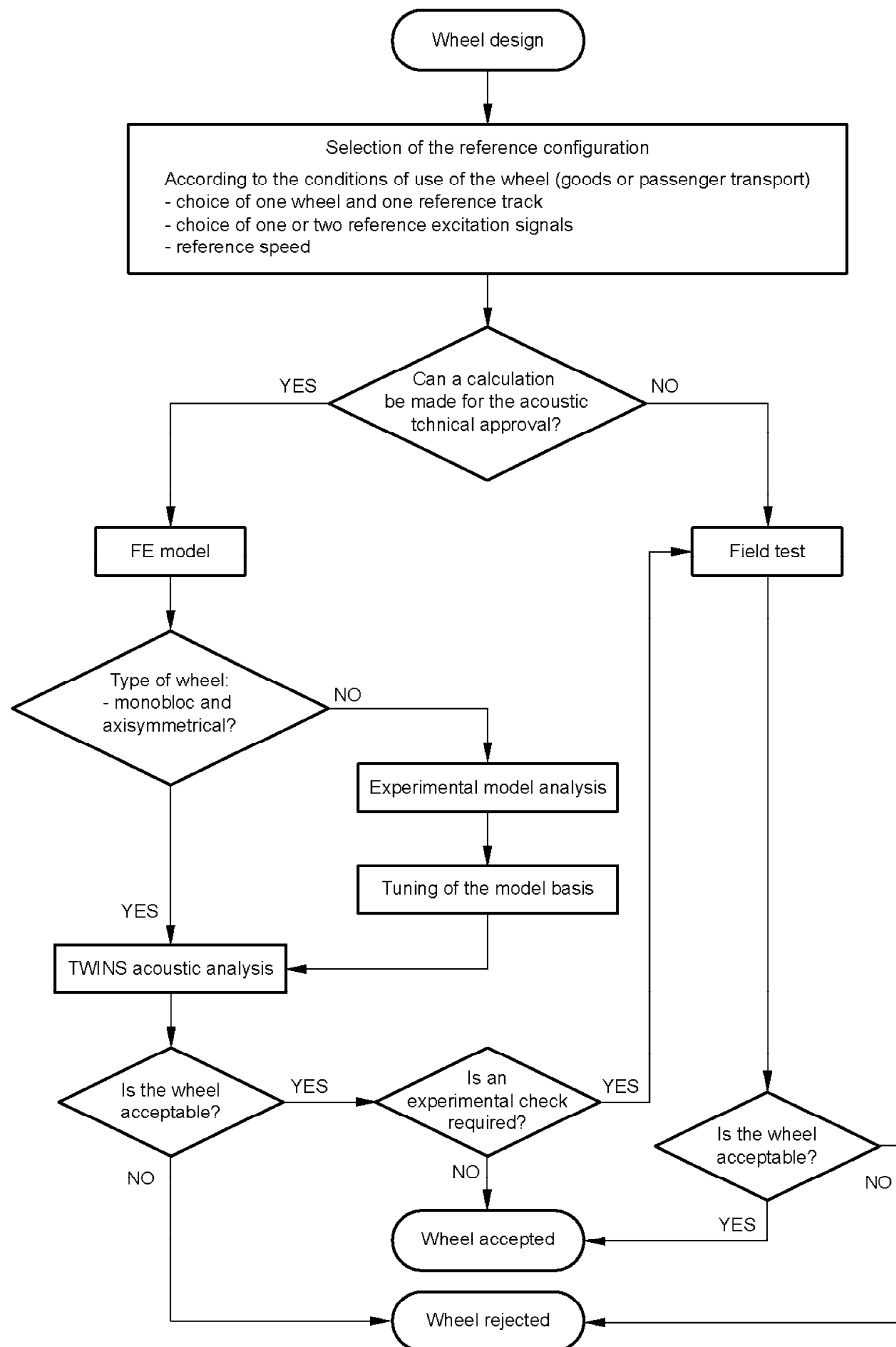 Wheel design
Selection of the reference configuration
According to the conditions of use of the wheel (goods or passenger transport)
- choice of one wheel and one reference track
- choice of one or two reference excitation signals
- reference speed
YES
Can a calculation
be made for the acoustic
tchnical approval?
NO
FE model
Field test
Type of wheel:
- monobloc and
axisymmetrical?
NO
Experimental model analysis
Tuning of the model basis
YES
TWINS acoustic analysis
Is the wheel
acceptable?
YES
Is an
experimental check
required?
YES
Is the wheel
acceptable?
NO
NO
NO
YES
Wheel accepted
Wheel rejected